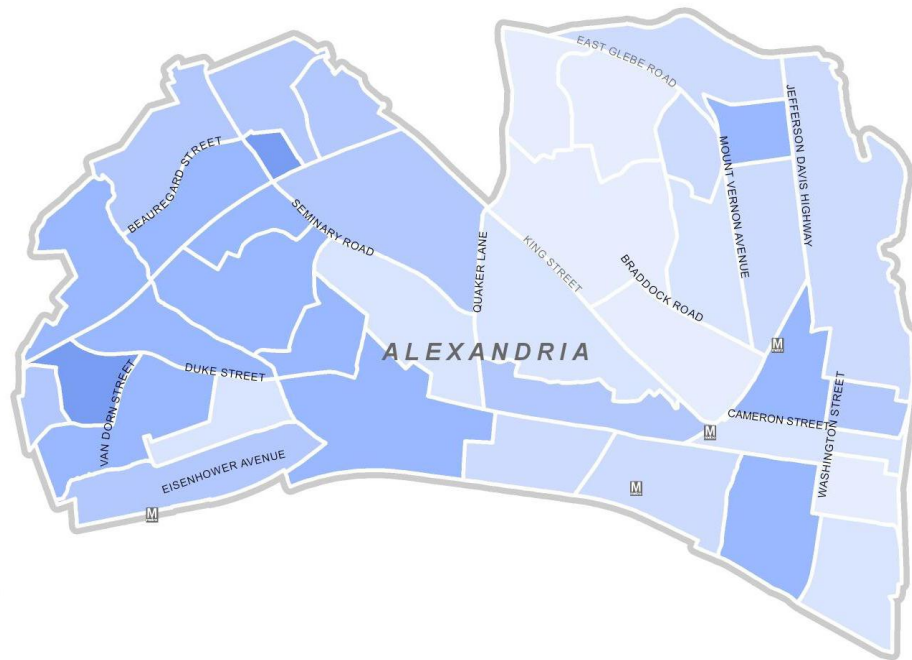 EAST GLEBE ROAD
JEFFERSON DAVIS HIGHWAY
BEAUREGARD STREET
MOUNT VERNON AVENUE
SEMINARY ROAD
QUAKER LANE
KING STREET
BRADDOCK ROAD
M
ALEXANDRIA
DUKE STREET
WASHINGTON STREET
VAN DORN STREET
CAMERON STREET
M
EISENHOWER AVENUE
M
M